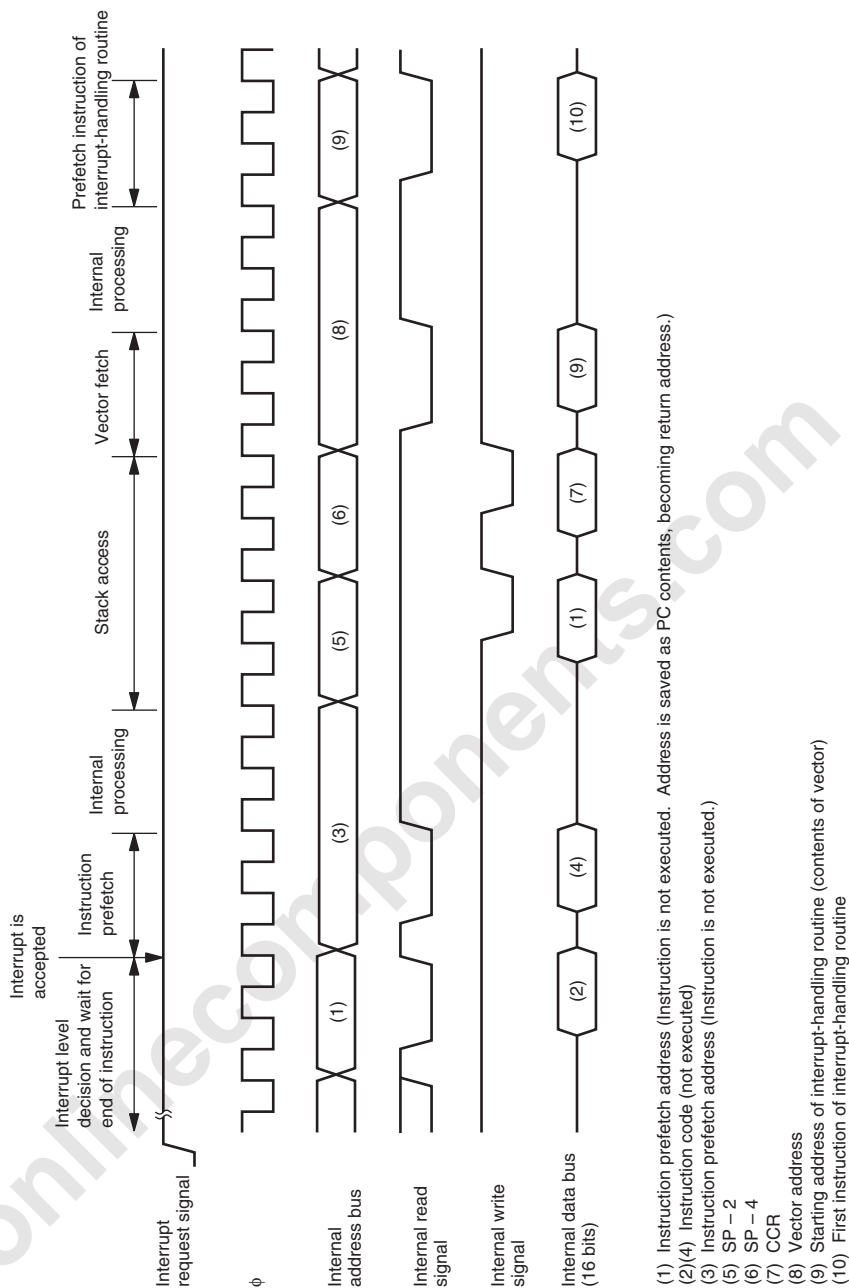 Interrupt is
accepted
Interrupt level
decision and wait for
end of instruction
Instruction
prefetch
Internal
processing
Stack access
Vector fetch
Internal
processing
Prefetch instruction of
interrupt-handling routine
Interrupt
request signal
φ
Internal
address bus
(1)
(3)
(5)
(6)
(8)
(9)
Internal read
signal
Internal write
signal
Internal data bus
(16 bits)
(2)
(4)
(1)
(7)
(9)
(10)
(1) Instruction prefetch address (Instruction is not executed. Address is saved as PC contents, becoming return address.)
(2)(4) Instruction code (not executed)
(3) Instruction prefetch address (Instruction is not executed.)
(5) SP – 2
(6) SP – 4
(7) CCR
(8) Vector address
(9) Starting address of interrupt-handling routine (contents of vector)
(10) First instruction of interrupt-handling routine
onlinecomponents.com